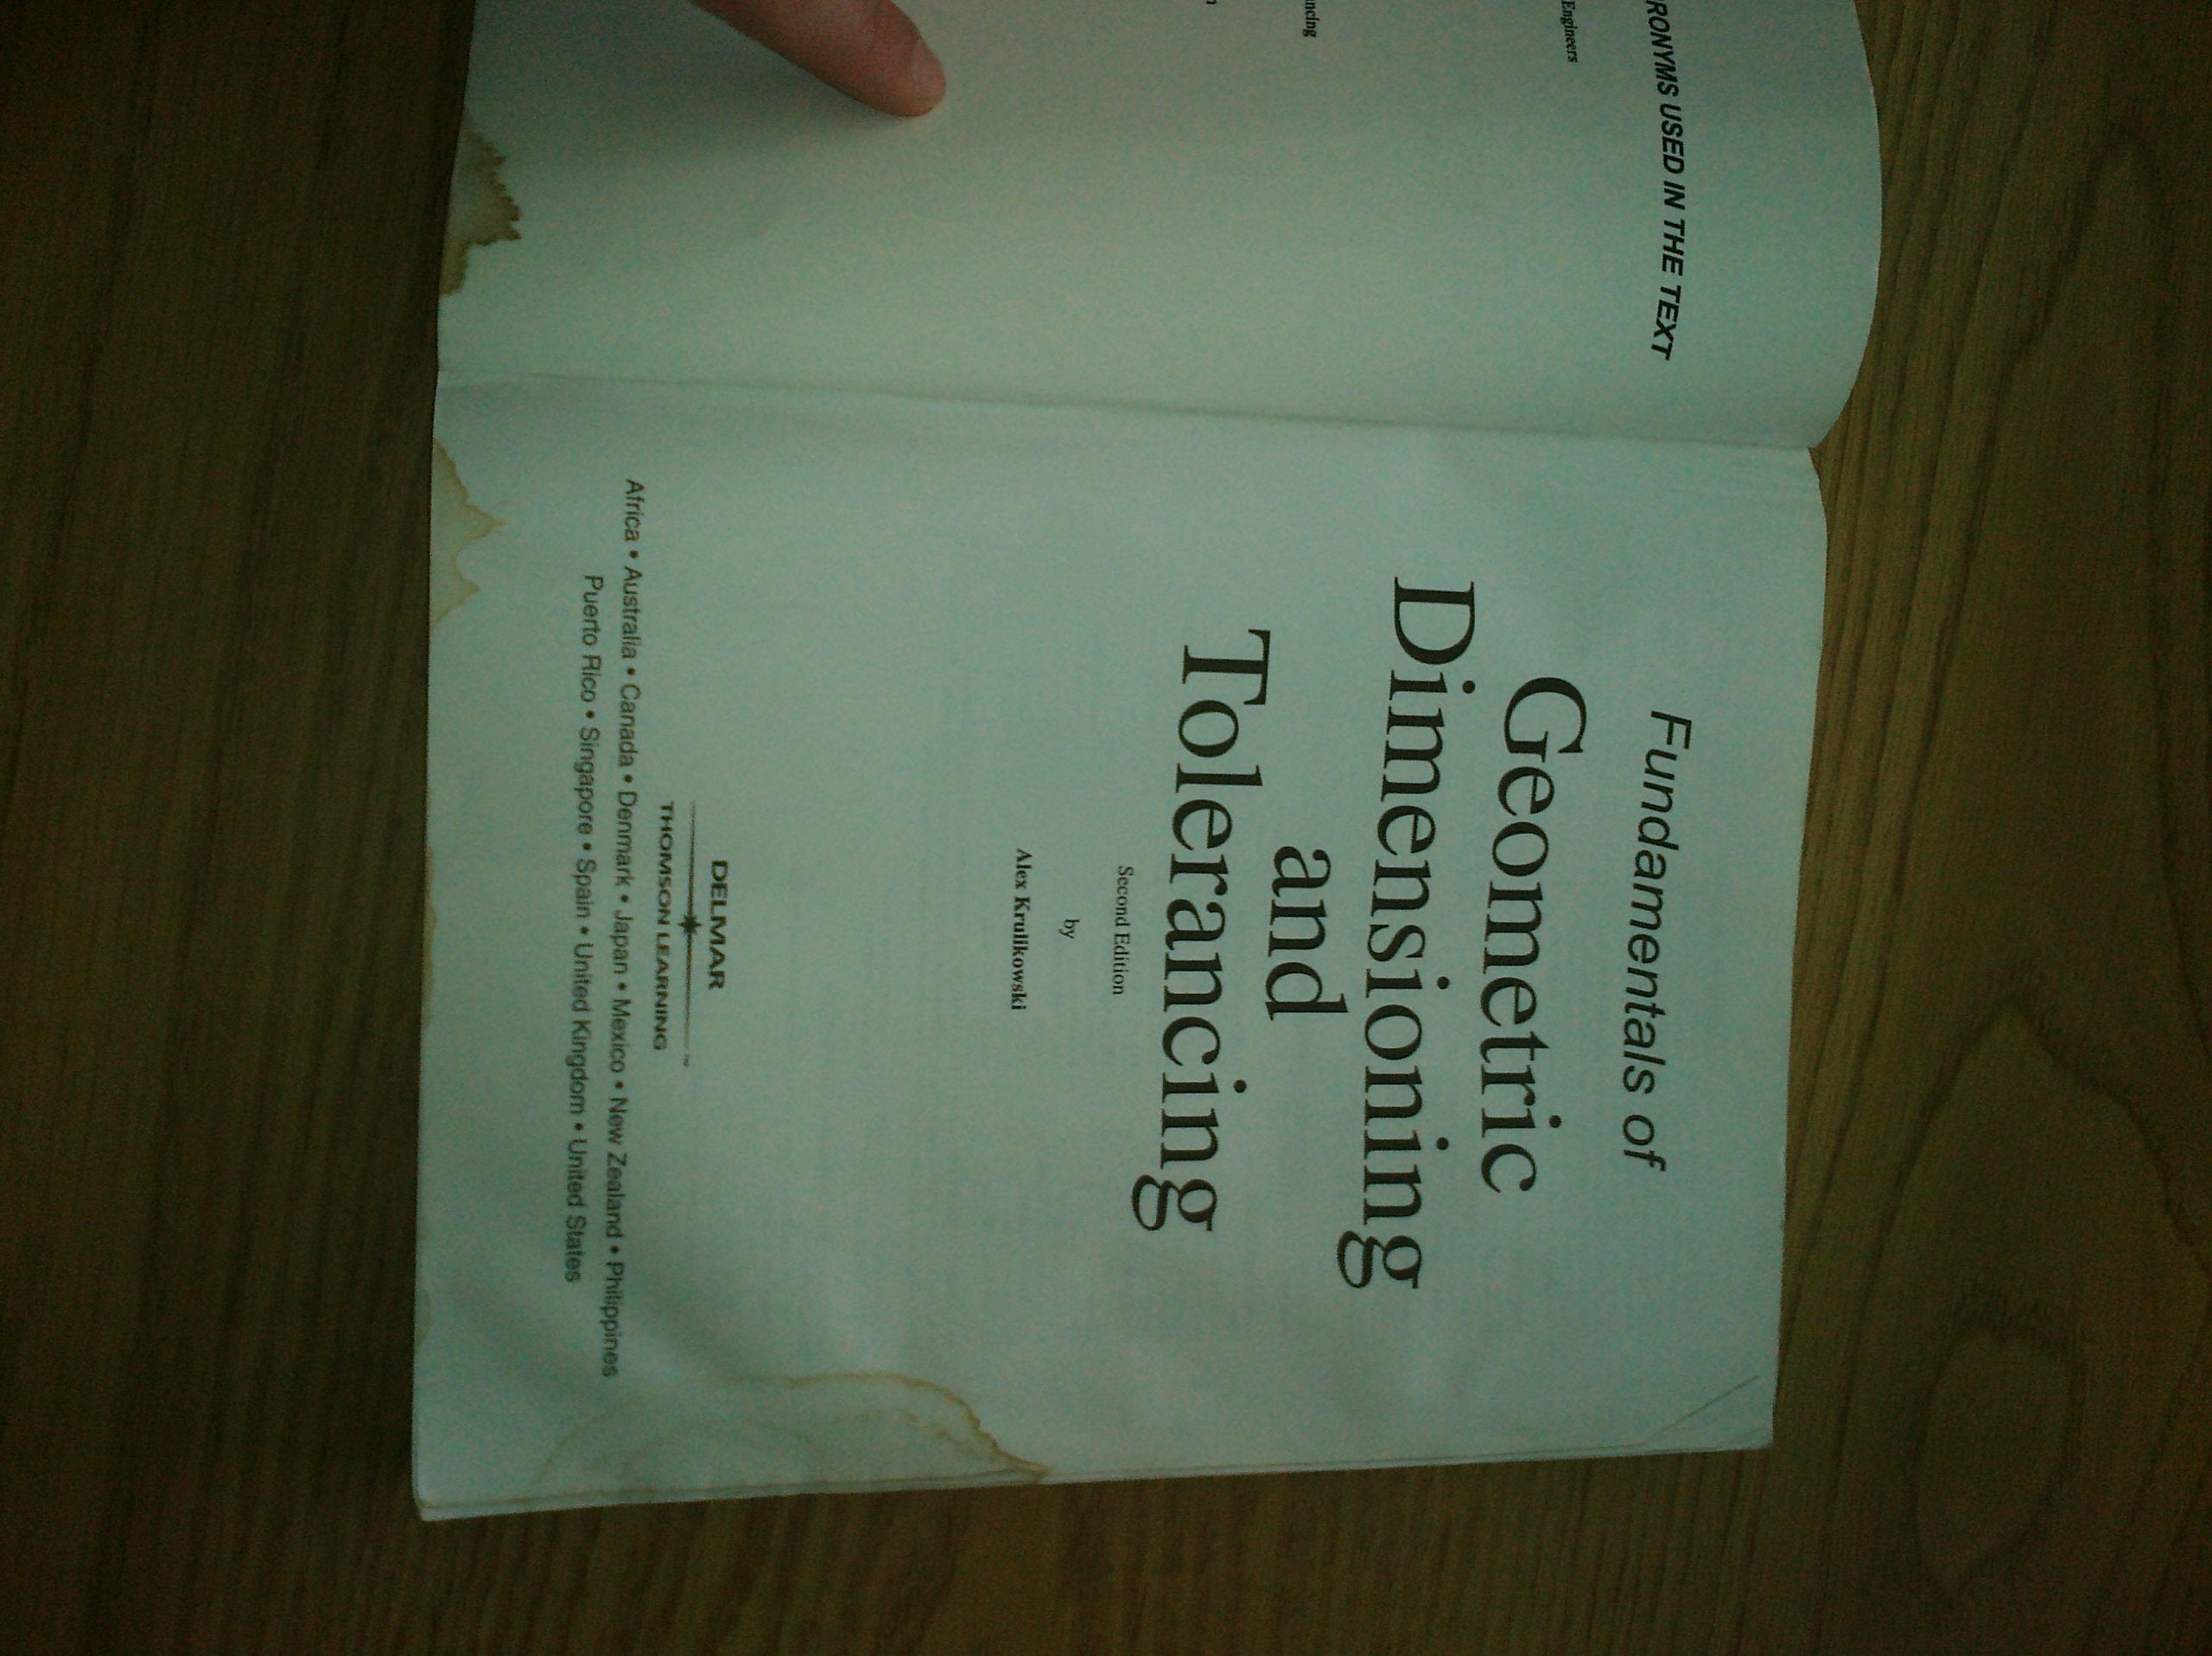 RONYMS USED IN THE TEXT
Engineers
ncing
Fundamentals of
Geometric
Dimensioning
and
Tolerancing
Second Edition
by
Alex Krulikowski
DELMAR
THOMSON LEARNING
™
Africa • Australia • Canada • Denmark • Japan • Mexico • New Zealand • Philippines
Puerto Rico • Singapore • Spain • United Kingdom • United States